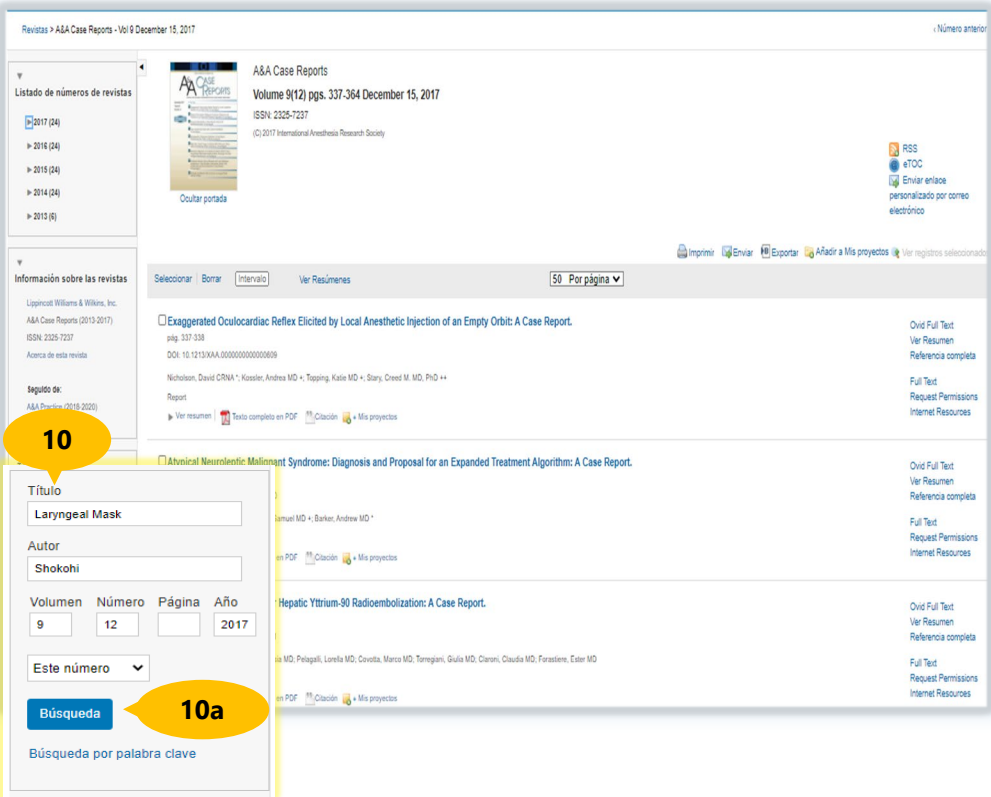 Revistas > A&A Case Reports - Vol 9 December 15, 2017
‹ Número anterior
Listado de números de revistas
2017 (24)
2016 (24)
2015 (24)
2014 (24)
2013 (6)
A&A CASE REPORTS
Ocultar portada
A&A Case Reports
Volume 9(12) pgs. 337-364 December 15, 2017
ISSN: 2325-7237
(C) 2017 International Anesthesia Research Society
RSS
eTOC
Enviar enlace
personalizado por correo
electrónico
Imprimir Enviar Exportar Añadir a Mis proyectos Ver registros seleccionado
Información sobre las revistas
Lippincott Williams & Wilkins, Inc.
A&A Case Reports (2013-2017)
ISSN: 2325-7237
Acerca de esta revista
Seguido de:
A&A Practice (2018-2020)
Seleccionar | Borrar Intervalo Ver Resúmenes 50 Por página
Exaggerated Oculocardiac Reflex Elicited by Local Anesthetic Injection of an Empty Orbit: A Case Report.
pág. 337-338
DOI: 10.1213/XAA.0000000000000609
Nicholson, David CRNA *; Kossler, Andrea MD +; Topping, Katie MD +; Stary, Creed M. MD, PhD ++
Report
Ver resumen | Texto completo en PDF Citación + Mis proyectos
Ovid Full Text
Ver Resumen
Referencia completa
Full Text
Request Permissions
Internet Resources
Atypical Neuroleptic Malignant Syndrome: Diagnosis and Proposal for an Expanded Treatment Algorithm: A Case Report.
amuel MD +; Barker, Andrew MD *
en PDF Citación + Mis proyectos
Ovid Full Text
Ver Resumen
Referencia completa
Full Text
Request Permissions
Internet Resources
Hepatic Yttrium-90 Radioembolization: A Case Report.
MD; Pelagalli, Lorella MD; Covotta, Marco MD; Torregiani, Giulia MD; Claroni, Claudia MD; Forastiere, Ester MD
en PDF Citación + Mis proyectos
Ovid Full Text
Ver Resumen
Referencia completa
Full Text
Request Permissions
Internet Resources
10
Título
Laryngeal Mask
Autor
Shokohi
Volumen Número Página Año
9 12 2017
Este número
Búsqueda
10a
Búsqueda por palabra clave